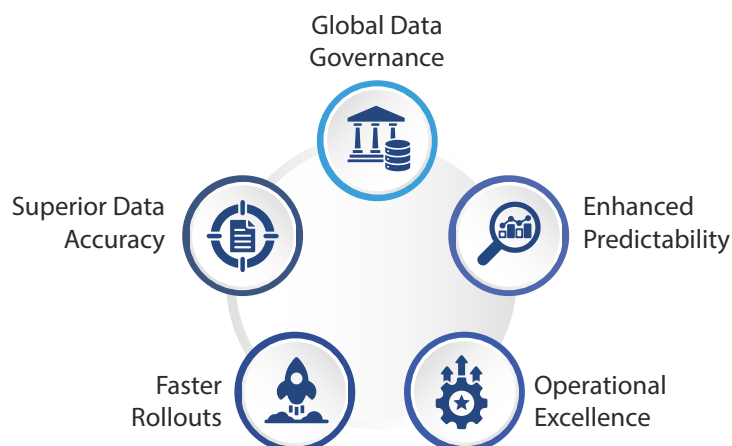 Global Data
Governance
Superior Data
Accuracy
Enhanced
Predictability
Faster
Rollouts
Operational
Excellence